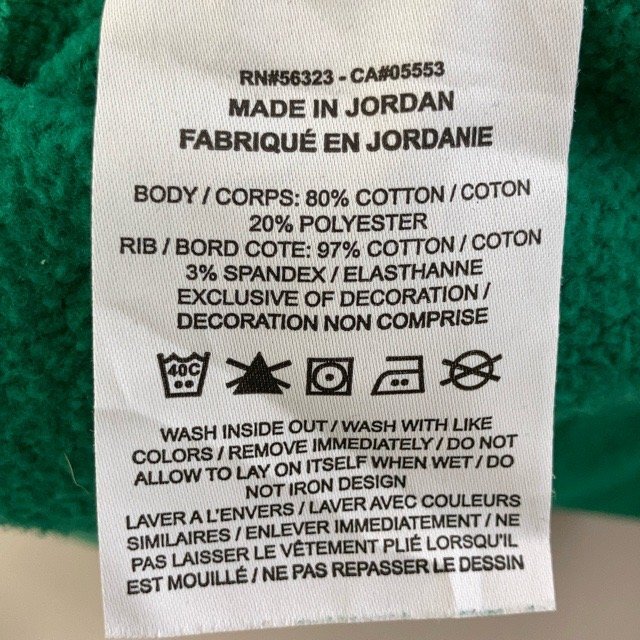 RN#56323 - CA#05553
MADE IN JORDAN
FABRIQUÉ EN JORDANIE
BODY / CORPS: 80% COTTON / COTON
20% POLYESTER
RIB / BORD COTE: 97% COTTON / COTON
3% SPANDEX / ELASTHANNE
EXCLUSIVE OF DECORATION /
DECORATION NON COMPRISE
40C
WASH INSIDE OUT / WASH WITH LIKE
COLORS / REMOVE IMMEDIATELY / DO NOT
ALLOW TO LAY ON ITSELF WHEN WET / DO
NOT IRON DESIGN
LAVER A L'ENVERS / LAVER AVEC COULEURS
SIMILAIRES / ENLEVER IMMEDIATEMENT / NE
PAS LAISSER LE VÊTEMENT PLIÉ LORSQU'IL
EST MOUILLÉ / NE PAS REPASSER LE DESSIN